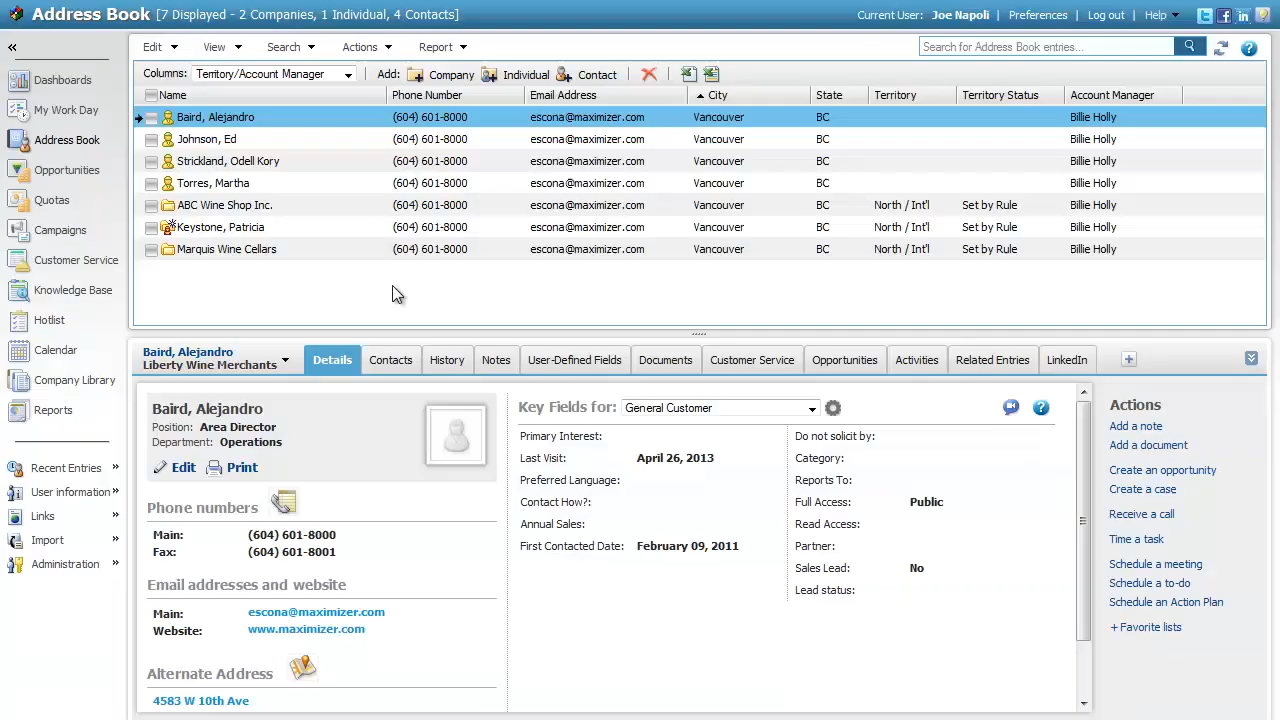 Address Book [7 Displayed - 2 Companies, 1 Individual, 4 Contacts]
Current User: Joe Napoli | Preferences | Log out | Help
Edit View Search Actions Report
Search for Address Book entries...
Columns: Territory/Account Manager Add: Company Individual Contact
Name Phone Number Email Address City State Territory Territory Status Account Manager
Baird, Alejandro (604) 601-8000 escona@maximizer.com Vancouver BC Billie Holly
Johnson, Ed (604) 601-8000 escona@maximizer.com Vancouver BC Billie Holly
Strickland, Odell Kory (604) 601-8000 escona@maximizer.com Vancouver BC Billie Holly
Torres, Martha (604) 601-8000 escona@maximizer.com Vancouver BC Billie Holly
ABC Wine Shop Inc. (604) 601-8000 escona@maximizer.com Vancouver BC North / Int'l Set by Rule Billie Holly
Keystone, Patricia (604) 601-8000 escona@maximizer.com Vancouver BC North / Int'l Set by Rule Billie Holly
Marquis Wine Cellars (604) 601-8000 escona@maximizer.com Vancouver BC North / Int'l Set by Rule Billie Holly
Dashboards
My Work Day
Address Book
Opportunities
Quotas
Campaigns
Customer Service
Knowledge Base
Hotlist
Calendar
Company Library
Reports
Recent Entries
User information
Links
Import
Administration
Baird, Alejandro
Liberty Wine Merchants
Details Contacts History Notes User-Defined Fields Documents Customer Service Opportunities Activities Related Entries LinkedIn
Baird, Alejandro
Position: Area Director
Department: Operations
Edit Print
Phone numbers
Main: (604) 601-8000
Fax: (604) 601-8001
Email addresses and website
Main: escona@maximizer.com
Website: www.maximizer.com
Alternate Address
4583 W 10th Ave
Key Fields for: General Customer
Primary Interest:
Last Visit: April 26, 2013
Preferred Language:
Contact How?:
Annual Sales:
First Contacted Date: February 09, 2011
Do not solicit by:
Category:
Reports To:
Full Access: Public
Read Access:
Partner:
Sales Lead: No
Lead status:
Actions
Add a note
Add a document
Create an opportunity
Create a case
Receive a call
Time a task
Schedule a meeting
Schedule a to-do
Schedule an Action Plan
+ Favorite lists